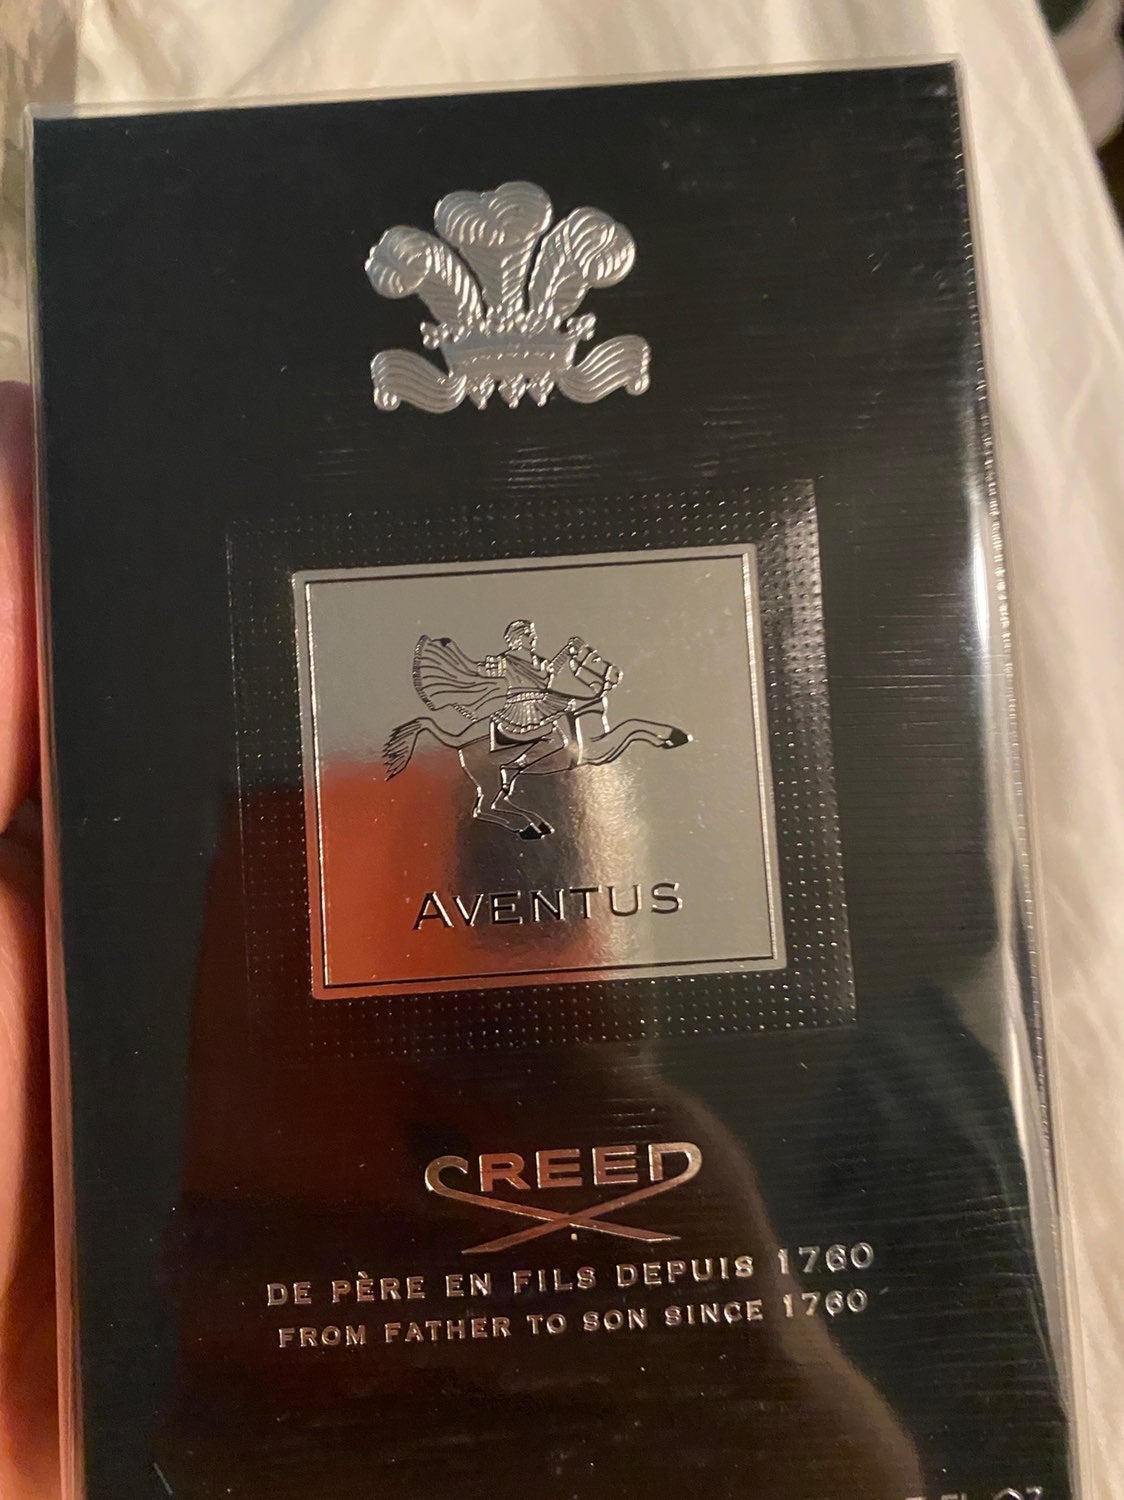 AVENTUS
CREED
DE PÈRE EN FILS DEPUIS 1760
FROM FATHER TO SON SINCE 1760